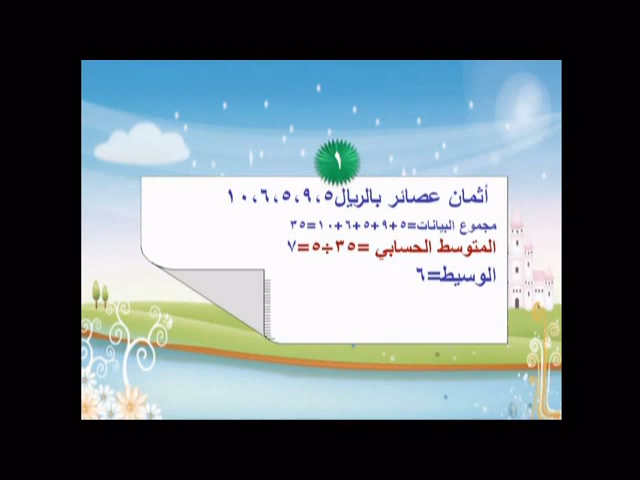 ١
أثمان عصائر بالريال٥،٩،٥،٦،١٠
مجموع البيانات=٥+٩+٥+٦+١٠=٣٥
المتوسط الحسابي =٣٥÷٥=٧
الوسيط=٦